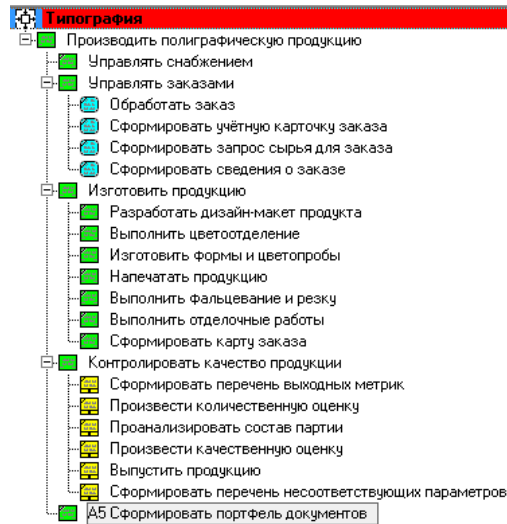 Типография
Производить полиграфическую продукцию
Управлять снабжением
Управлять заказами
Обработать заказ
Сформировать учётную карточку заказа
Сформировать запрос сырья для заказа
Сформировать сведения о заказе
Изготовить продукцию
Разработать дизайн-макет продукта
Выполнить цветоотделение
Изготовить формы и цветопробы
Напечатать продукцию
Выполнить фальцевание и резку
Выполнить отделочные работы
Сформировать карту заказа
Контролировать качество продукции
Сформировать перечень выходных метрик
Произвести количественную оценку
Проанализировать состав партии
Произвести качественную оценку
Выпустить продукцию
Сформировать перечень несоответствующих параметров
A5 Сформировать портфель документов